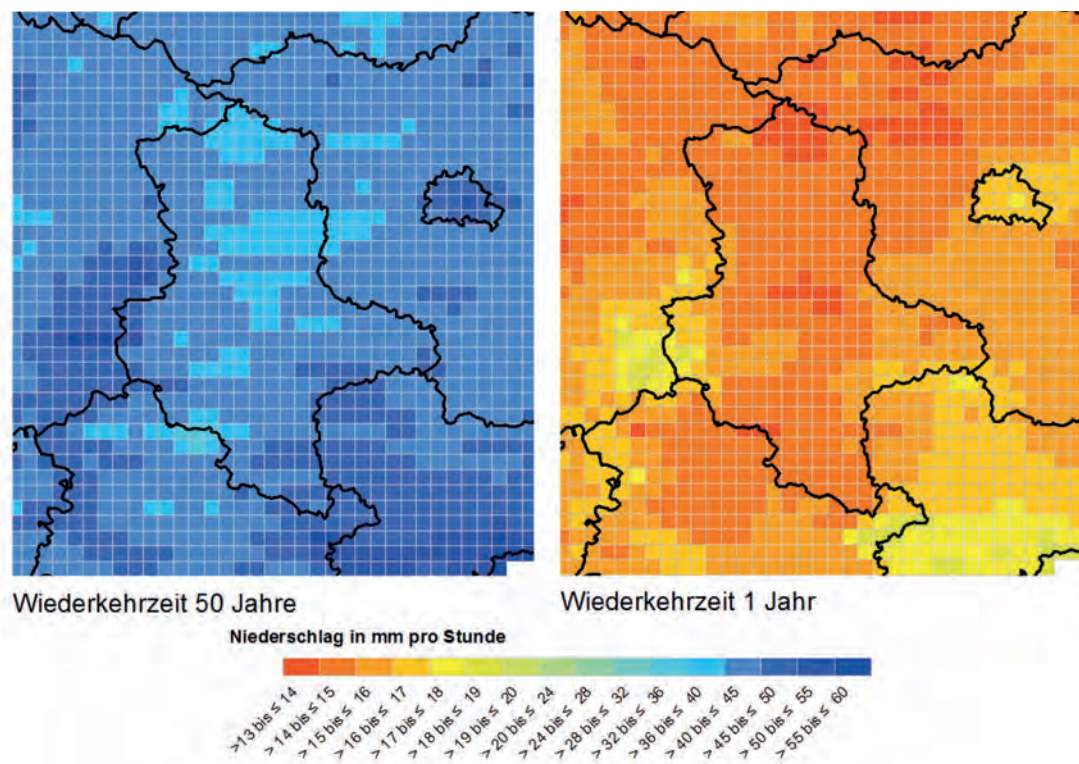 Wiederkehrzeit 50 Jahre
Wiederkehrzeit 1 Jahr
Niederschlag in mm pro Stunde
>13 bis ≤ 14
> 14 bis ≤ 15
> 15 bis ≤ 16
> 16 bis ≤ 17
> 17 bis ≤ 18
> 18 bis ≤ 19
> 19 bis ≤ 20
> 20 bis ≤ 24
> 24 bis ≤ 28
> 28 bis ≤ 32
> 32 bis ≤ 36
> 36 bis ≤ 40
> 40 bis ≤ 45
> 45 bis ≤ 50
> 50 bis ≤ 55
> 55 bis ≤ 60